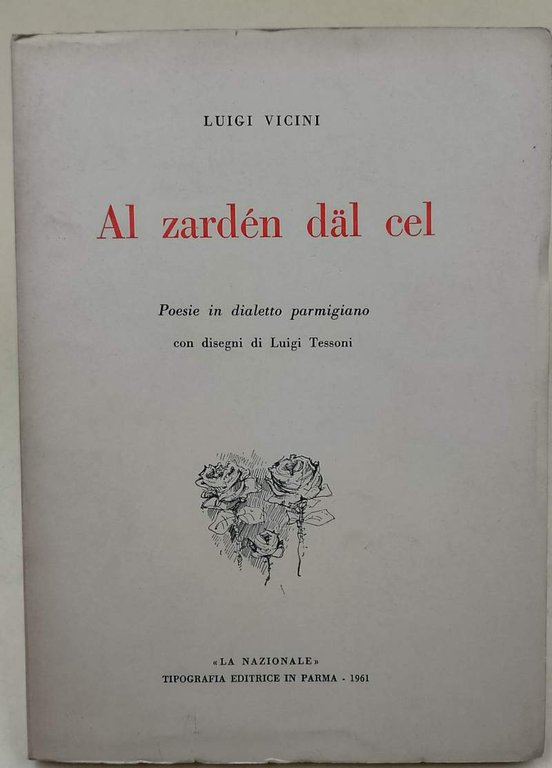 LUIGI VICINI
Al zardén däl cel
Poesie in dialetto parmigiano
con disegni di Luigi Tessoni
«LA NAZIONALE»
TIPOGRAFIA EDITRICE IN PARMA - 1961